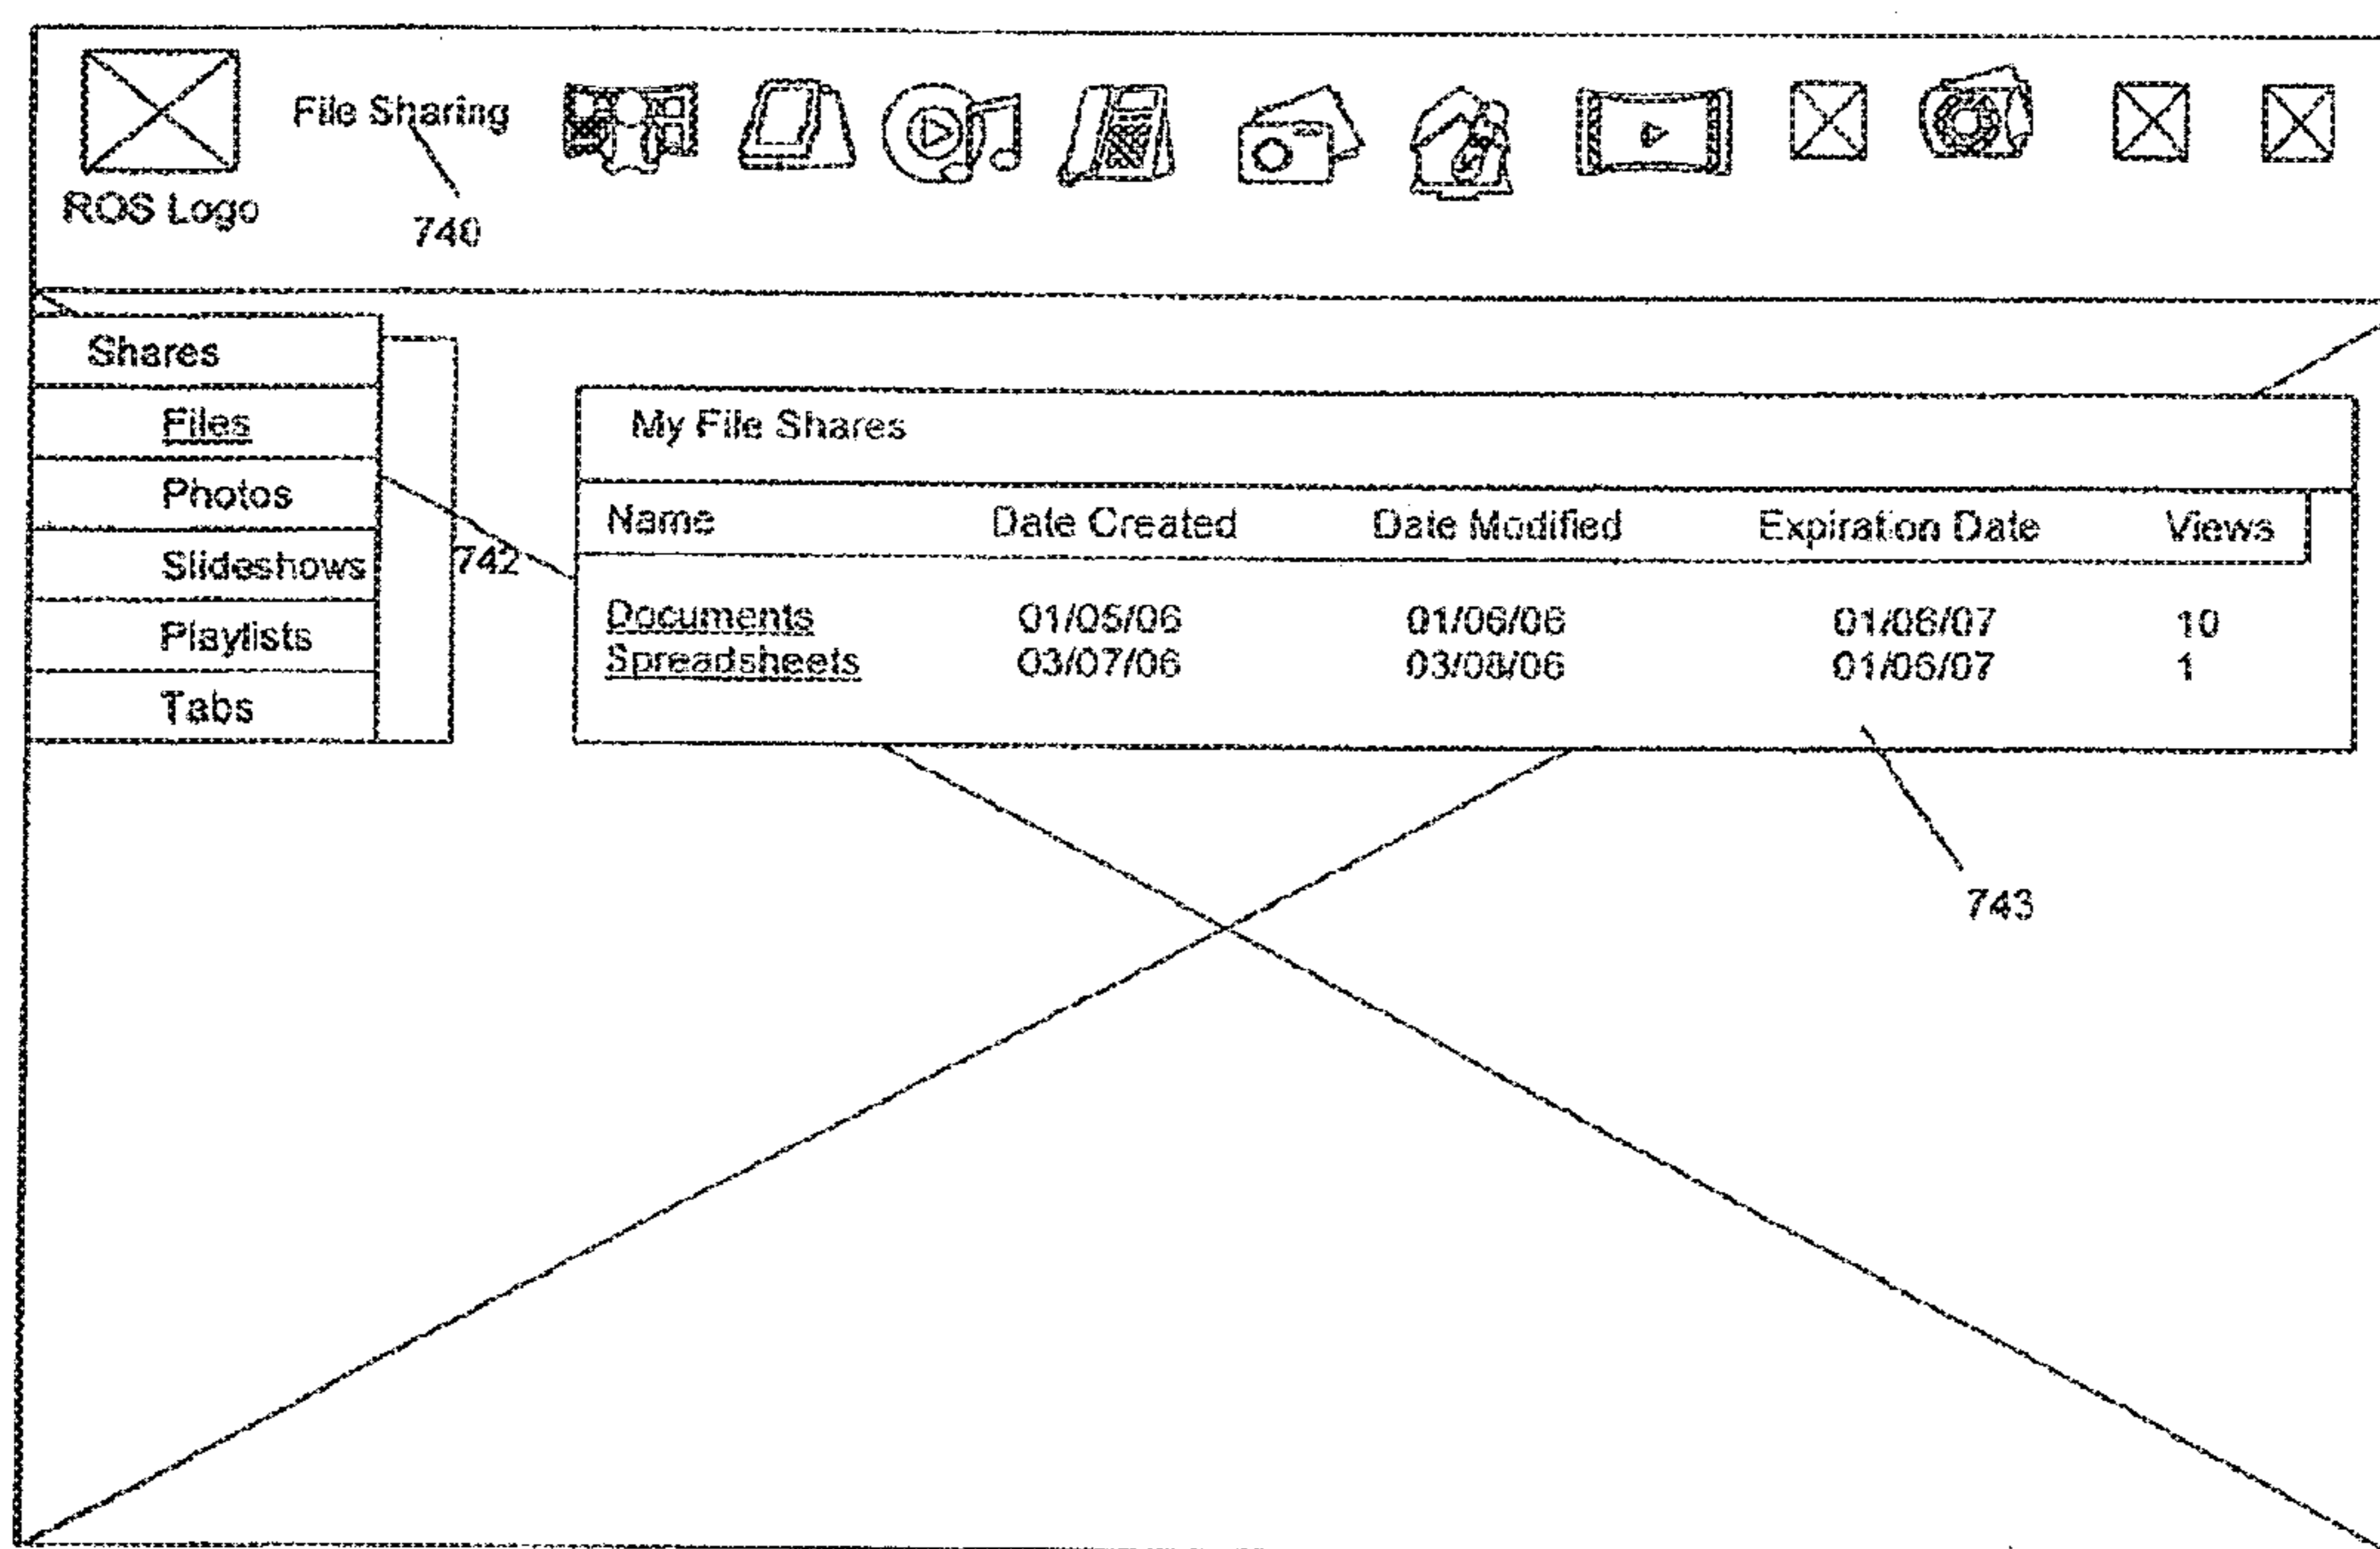 File Sharing
ROS Logo
740
Shares
Files
Photos
Slideshows
Playlists
Tabs
742
My File Shares
Name Date Created Date Modified Expiration Date Views
Documents 01/05/06 01/06/06 01/06/07 10
Spreadsheets 03/07/06 03/08/06 01/06/07 1
743